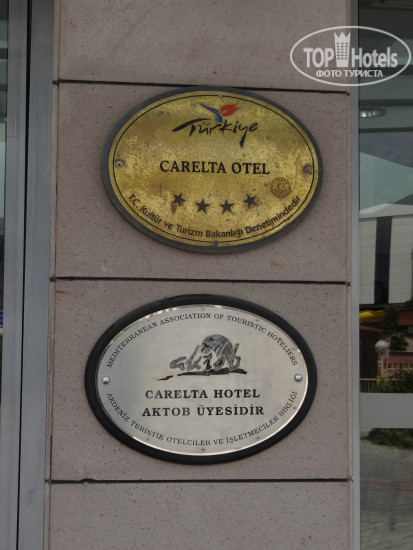 TOP Hotels
ФОТО ТУРИСТА
Türkiye
CARELTA OTEL
T.C. Kültür ve Turizm Bakanlığı Denetimindedir
MEDITERRANEAN ASSOCIATION OF TOURISTIC HOTELIERS
aktob
CARELTA HOTEL
AKTOB ÜYESİDİR
AKDENİZ TURİSTİK OTELCİLER VE İŞLETMECİLER BİRLİĞİ